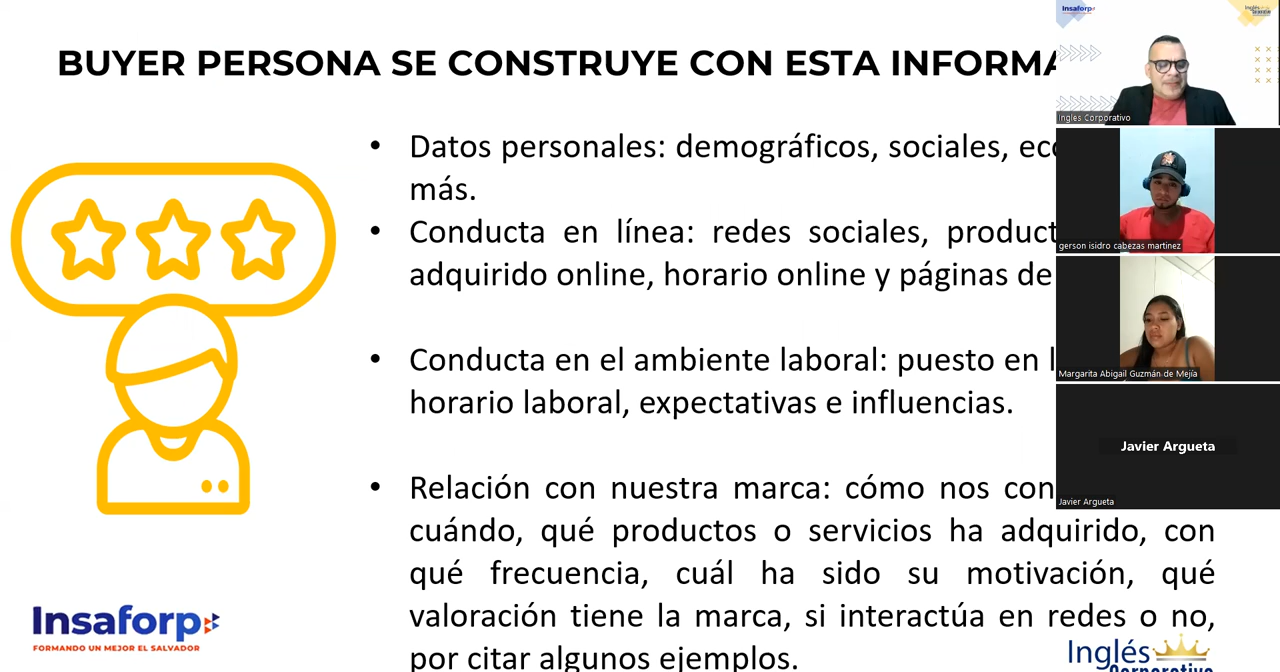 BUYER PERSONA SE CONSTRUYE CON ESTA
Datos personales: demográficos, sociales,
más.
Conducta en línea: redes sociales,
adquirido online, horario online y páginas de
Conducta en el ambiente laboral: puesto en
horario laboral, expectativas e influencias.
Relación con nuestra marca: cómo nos
cuándo, qué productos o servicios ha adquirido, con
qué frecuencia, cuál ha sido su motivación, qué
valoración tiene la marca, si interactúa en redes o no,
por citar algunos ejemplos.
Insaforp
FORMANDO UN MEJOR EL SALVADOR
Inglés
Corporativo
Insaforp
Ingles Corporativo
gerson isidro cabezas martinez
Margarita Abigail Guzmán de Mejía
Javier Argueta
Javier Argueta